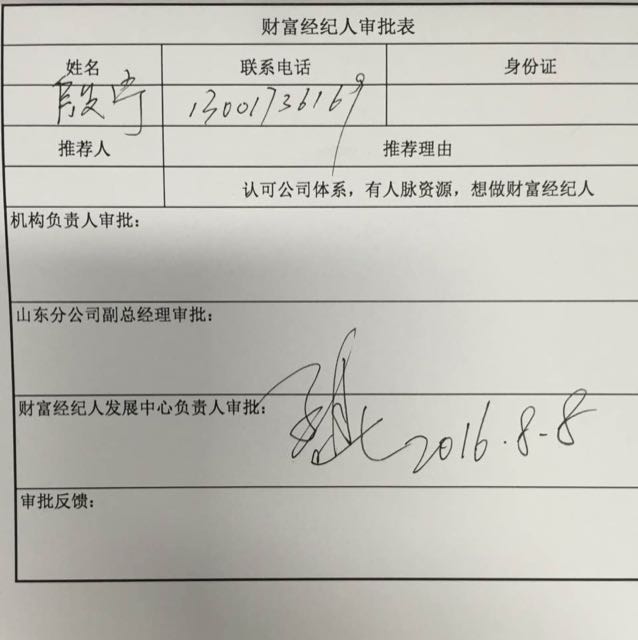 财富经纪人审批表
姓名 联系电话 身份证
13001736169
推荐人 推荐理由
认可公司体系，有人脉资源，想做财富经纪人
机构负责人审批：
山东分公司副总经理审批：
财富经纪人发展中心负责人审批：
2016.8-8
审批反馈：